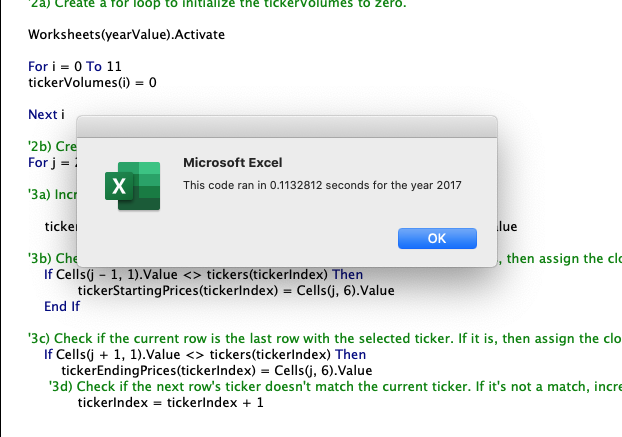 '2a) Create a for loop to initialize the tickerVolumes to zero.
Worksheets(yearValue).Activate
For i = 0 To 11
tickerVolumes(i) = 0
Next i
'2b) Cre
For j =
'3a) Incr
ticke
lue
Microsoft Excel
X
This code ran in 0.1132812 seconds for the year 2017
OK
'3b) Che
, then assign the clo
If Cells(j - 1, 1).Value <> tickers(tickerIndex) Then
tickerStartingPrices(tickerIndex) = Cells(j, 6).Value
End If
'3c) Check if the current row is the last row with the selected ticker. If it is, then assign the clo
If Cells(j + 1, 1).Value <> tickers(tickerIndex) Then
tickerEndingPrices(tickerIndex) = Cells(j, 6).Value
'3d) Check if the next row's ticker doesn't match the current ticker. If it's not a match, incre
tickerIndex = tickerIndex + 1